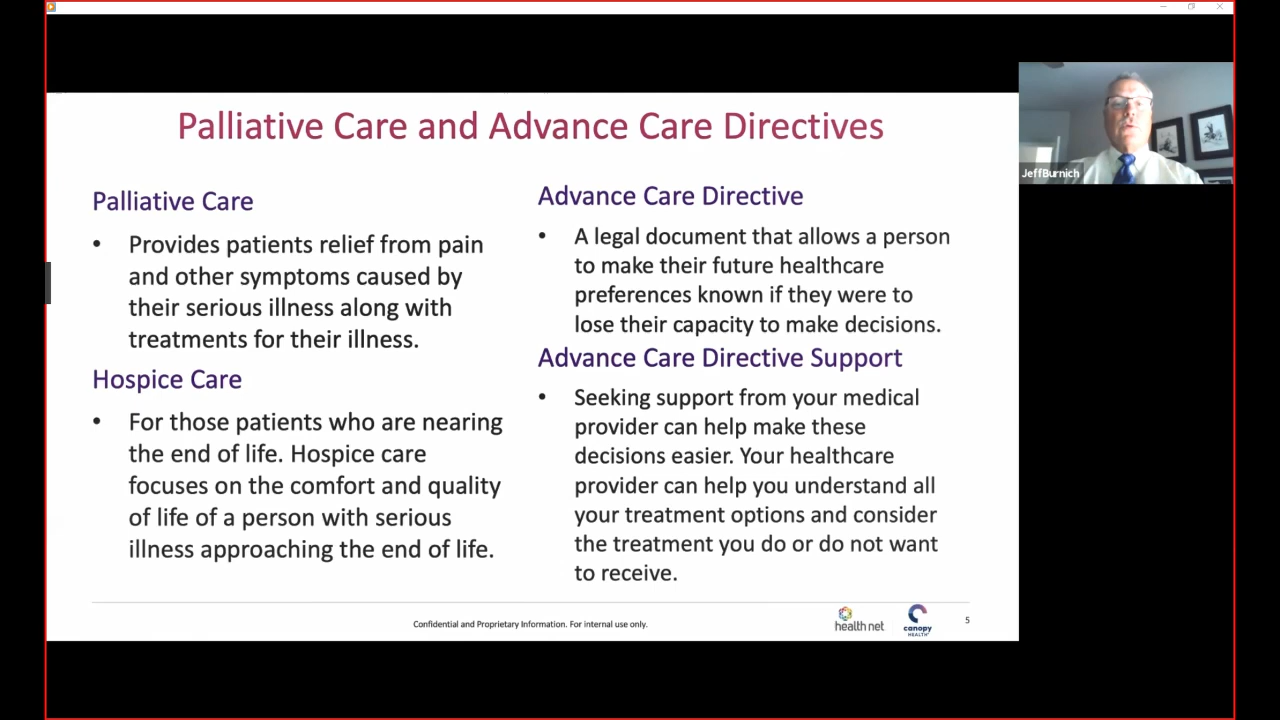 Palliative Care and Advance Care Directives
Palliative Care
• Provides patients relief from pain
and other symptoms caused by
their serious illness along with
treatments for their illness.
Hospice Care
• For those patients who are nearing
the end of life. Hospice care
focuses on the comfort and quality
of life of a person with serious
illness approaching the end of life.
Advance Care Directive
• A legal document that allows a person
to make their future healthcare
preferences known if they were to
lose their capacity to make decisions.
Advance Care Directive Support
• Seeking support from your medical
provider can help make these
decisions easier. Your healthcare
provider can help you understand all
your treatment options and consider
the treatment you do or do not want
to receive.
Confidential and Proprietary Information. For internal use only.
health net
canopy
HEALTH
5
JeffBurnich